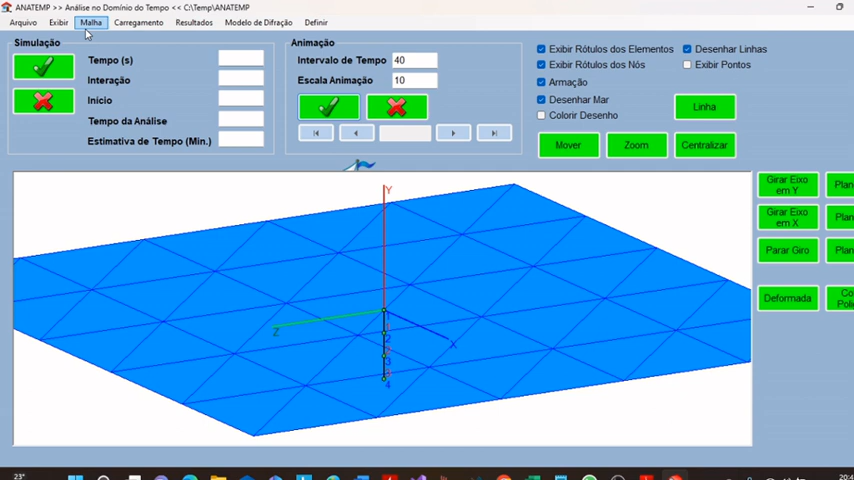 ANATEMP >> Análise no Domínio do Tempo << C:\Temp\ANATEMP
Arquivo Exibir Malha Carregamento Resultados Modelo de Difração Definir
Simulação
Tempo (s)
Interação
Início
Tempo da Análise
Estimativa de Tempo (Min.)
Animação
Intervalo de Tempo 40
Escala Animação 10
Exibir Rótulos dos Elementos
Exibir Rótulos dos Nós
Armação
Desenhar Mar
Colorir Desenho
Desenhar Linhas
Exibir Pontos
Linha
Mover Zoom Centralizar
Girar Eixo
em Y
Girar Eixo
em X
Parar Giro
Deformada
Y
Z
X
2
3
4
23°